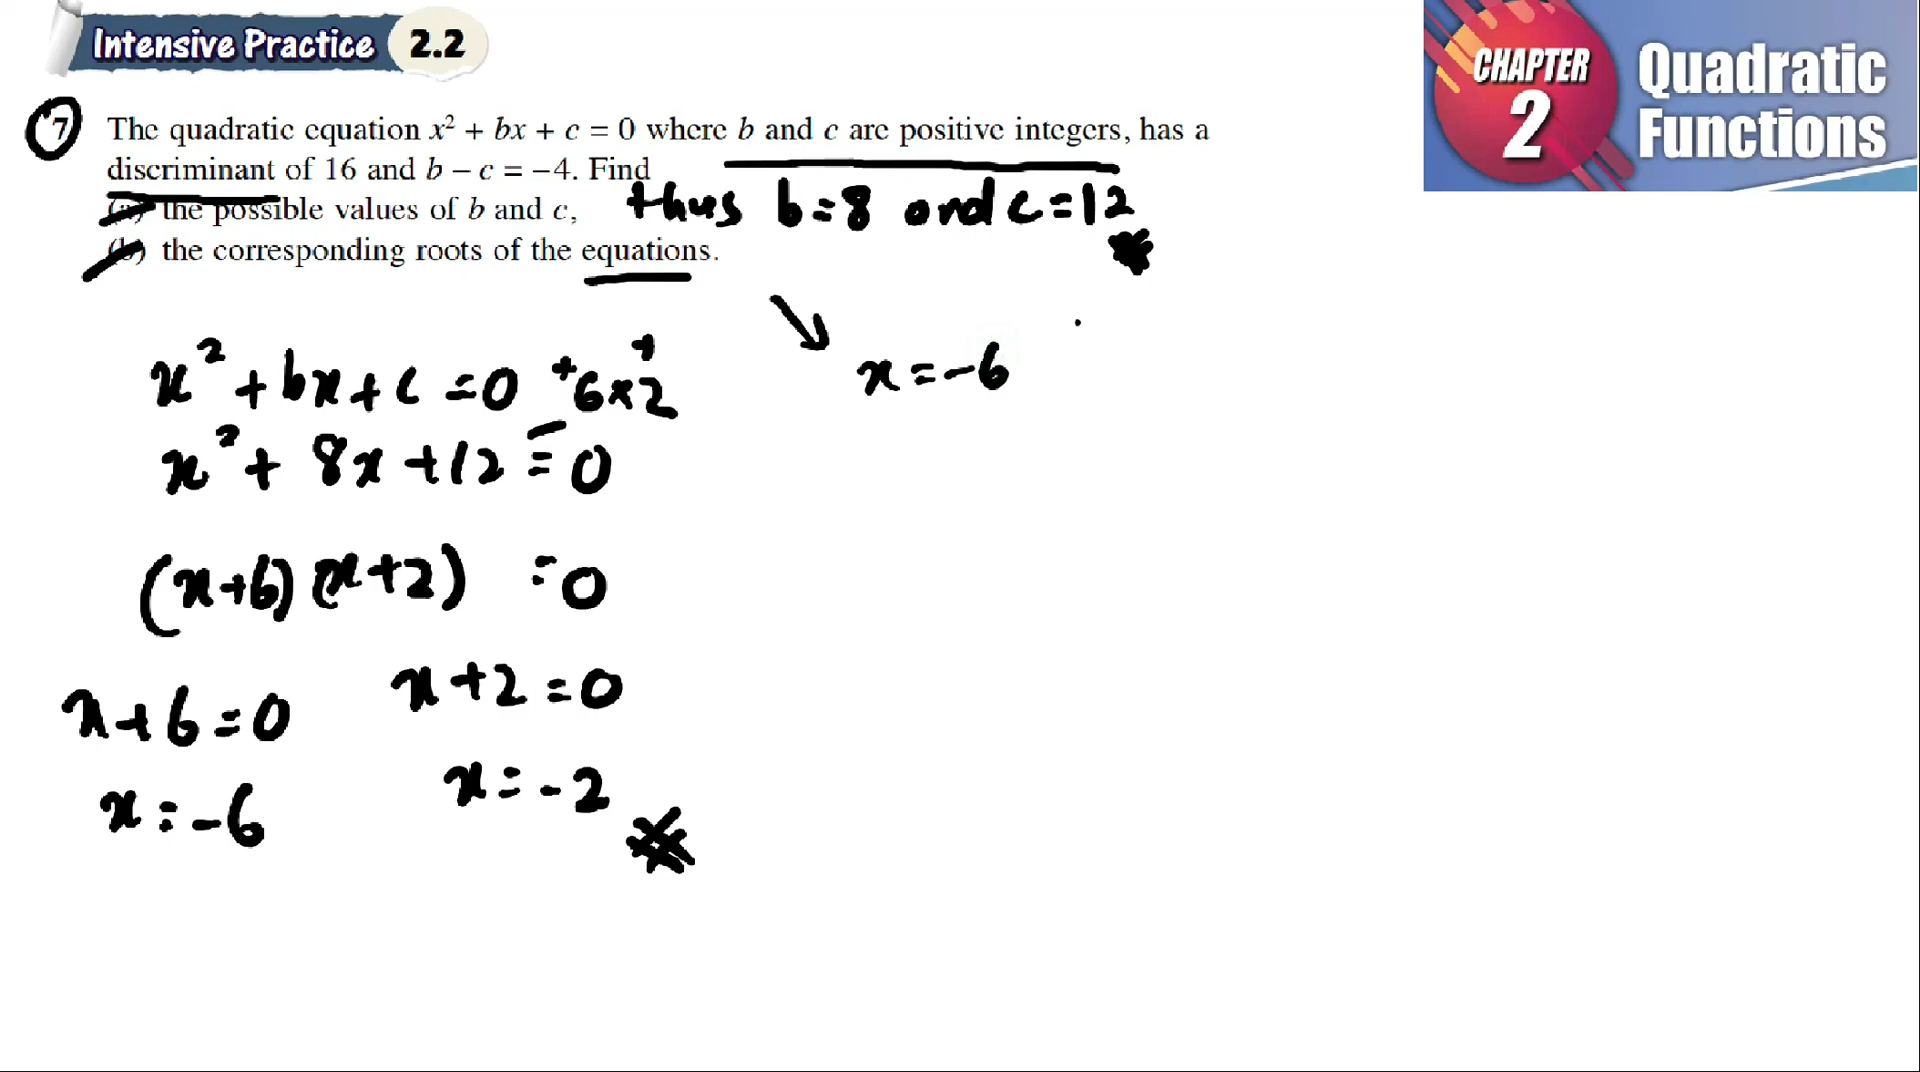 Intensive Practice 2.2
CHAPTER 2 Quadratic Functions
7 The quadratic equation x² + bx + c = 0 where b and c are positive integers, has a
discriminant of 16 and b – c = –4. Find
(a) the possible values of b and c,
thus b=8 and c=12
(b) the corresponding roots of the equations.
x² + bx + c = 0
+6 × +2
x = -6
x² + 8x + 12 = 0
(x+6)(x+2) = 0
x+6=0
x+2=0
x = -6
x = -2